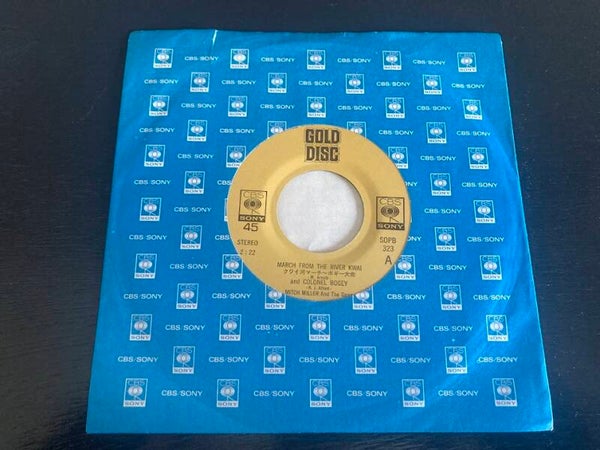 GOLD
DISC
CBS
SONY
45
CBS
SONY
STEREO
2:22
SOPB
323
A
MARCH FROM THE RIVER KWAI
クワイ河マーチ〜ボギー大佐
and COLONEL BOGEY
MITCH MILLER And The
CBS/SONY